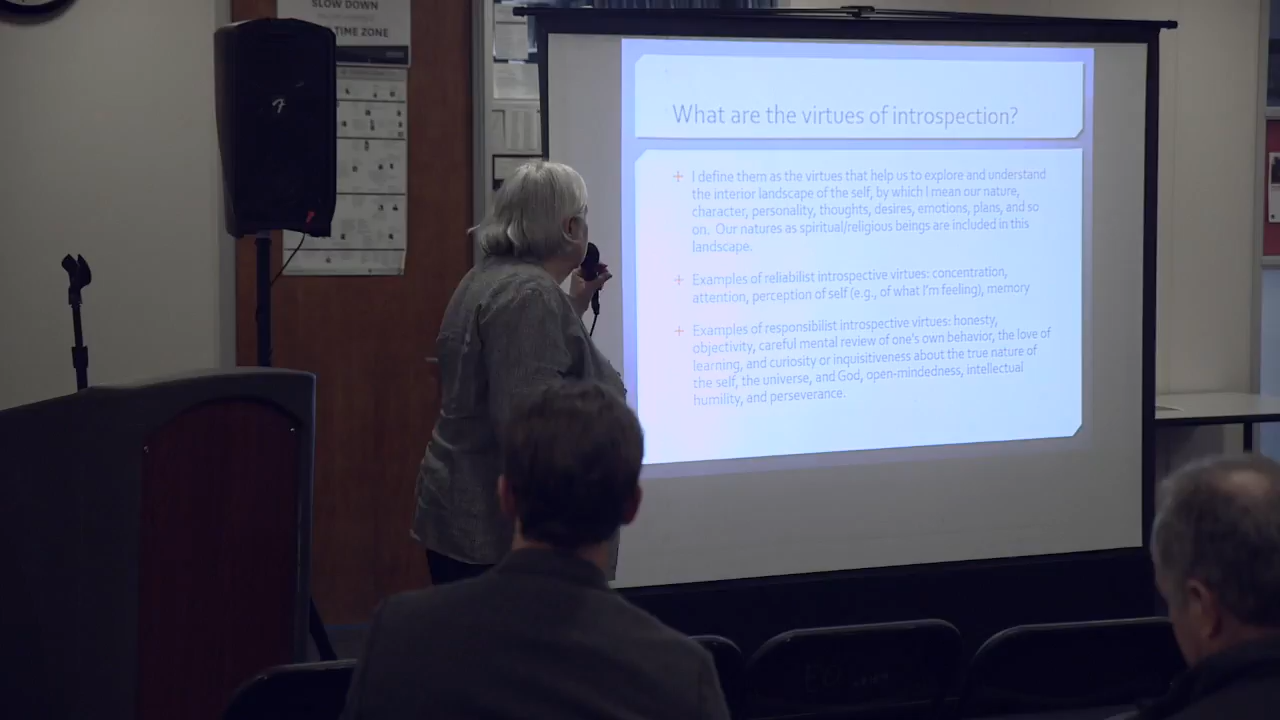 SLOW DOWN
TIME ZONE
What are the virtues of introspection?
I define them as the virtues that help us to explore and understand
the interior landscape of the self, by which I mean our nature,
character, personality, thoughts, desires, emotions, plans, and so
on. Our natures as spiritual/religious beings are included in this
landscape.
Examples of reliabilist introspective virtues: concentration,
attention, perception of self (e.g., of what I'm feeling), memory
Examples of responsibilist introspective virtues: honesty,
objectivity, careful mental review of one's own behavior, the love of
learning, and curiosity or inquisitiveness about the true nature of
the self, the universe, and God, open-mindedness, intellectual
humility, and perseverance.